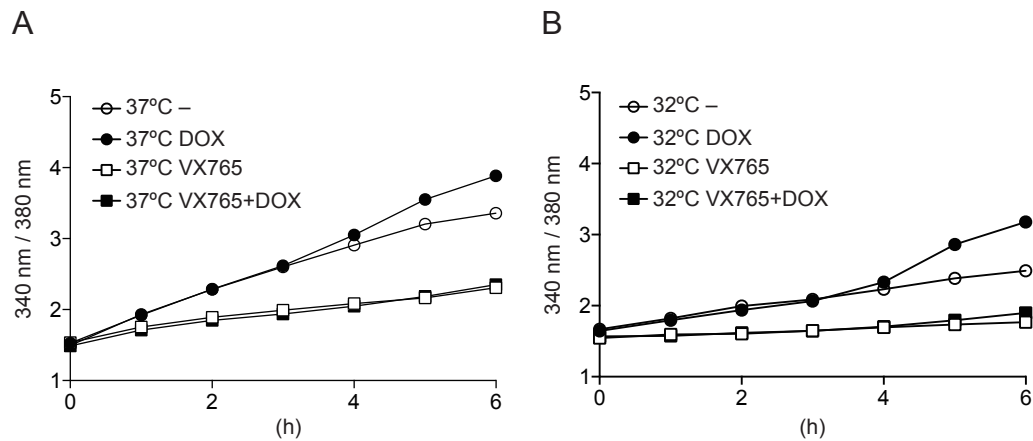 A
5
4
3
2
1
340 nm / 380 nm
37ºC –
37ºC DOX
37ºC VX765
37ºC VX765+DOX
0
2
4
6
(h)
B
5
4
3
2
1
340 nm / 380 nm
32ºC –
32ºC DOX
32ºC VX765
32ºC VX765+DOX
0
2
4
6
(h)